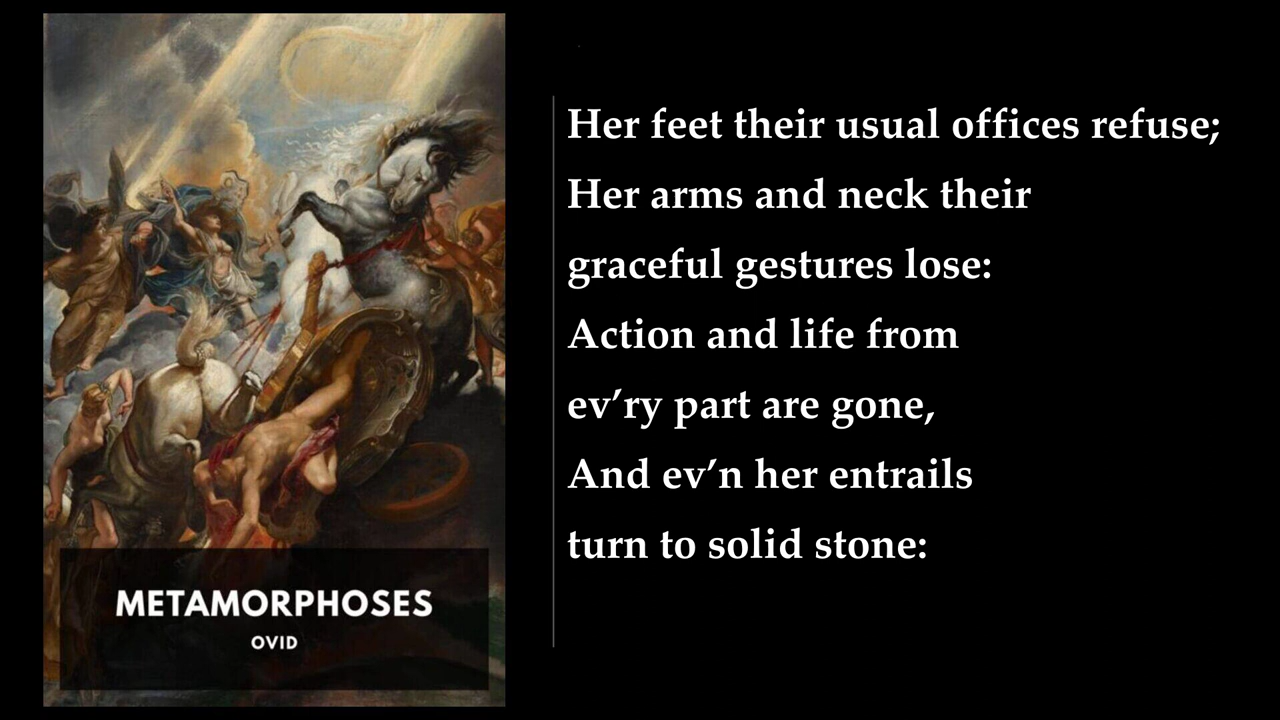 METAMORPHOSES
OVID
Her feet their usual offices refuse;
Her arms and neck their
graceful gestures lose:
Action and life from
ev’ry part are gone,
And ev’n her entrails
turn to solid stone: